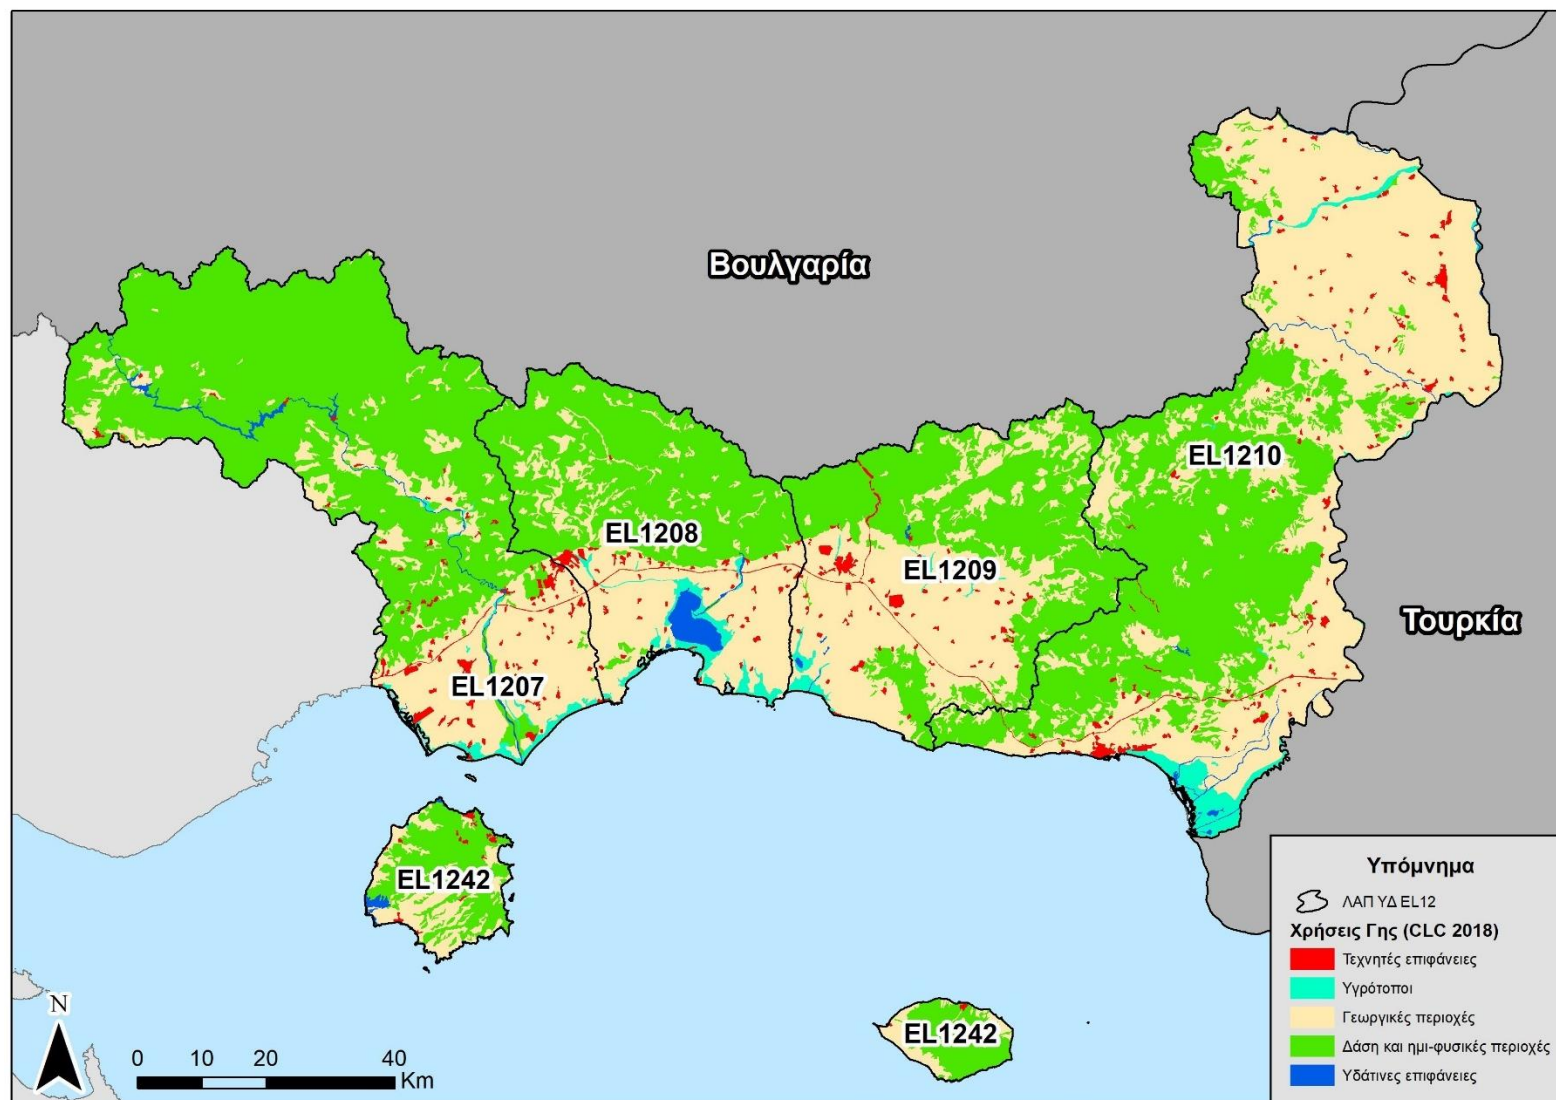 Βουλγαρία
EL1210
EL1208
EL1209
Τουρκία
EL1207
EL1242
EL1242
N
0 10 20 40
Km
Υπόμνημα
ΛΑΠ ΥΔ EL12
Χρήσεις Γης (CLC 2018)
Τεχνητές επιφάνειες
Υγρότοποι
Γεωργικές περιοχές
Δάση και ημι-φυσικές περιοχές
Υδάτινες επιφάνειες